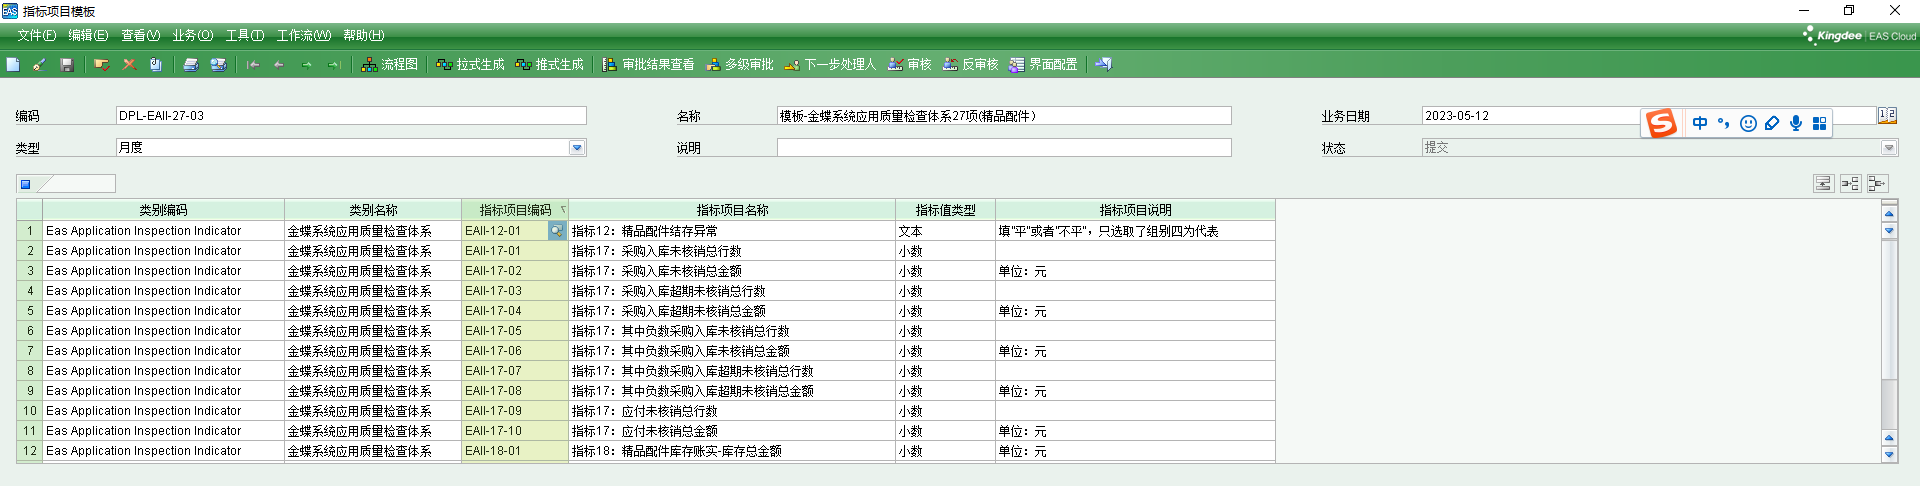 EAS 指标项目模板
文件(F) 编辑(E) 查看(V) 业务(O) 工具(T) 工作流(W) 帮助(H) Kingdee EAS Cloud
流程图 拉式生成 推式生成 审批结果查看 多级审批 下一步处理人 审核 反审核 界面配置
编码 DPL-EAII-27-03 名称 模板-金蝶系统应用质量检查体系27项(精品配件) 业务日期 2023-05-12 12
S 中
类型 月度 说明 状态 提交
类别编码 类别名称 指标项目编码 指标项目名称 指标值类型 指标项目说明
1 Eas Application Inspection Indicator 金蝶系统应用质量检查体系 EAII-12-01 指标12：精品配件结存异常 文本 填"平"或者"不平"，只选取了组别四为代表
2 Eas Application Inspection Indicator 金蝶系统应用质量检查体系 EAII-17-01 指标17：采购入库未核销总行数 小数
3 Eas Application Inspection Indicator 金蝶系统应用质量检查体系 EAII-17-02 指标17：采购入库未核销总金额 小数 单位：元
4 Eas Application Inspection Indicator 金蝶系统应用质量检查体系 EAII-17-03 指标17：采购入库超期未核销总行数 小数
5 Eas Application Inspection Indicator 金蝶系统应用质量检查体系 EAII-17-04 指标17：采购入库超期未核销总金额 小数 单位：元
6 Eas Application Inspection Indicator 金蝶系统应用质量检查体系 EAII-17-05 指标17：其中负数采购入库未核销总行数 小数
7 Eas Application Inspection Indicator 金蝶系统应用质量检查体系 EAII-17-06 指标17：其中负数采购入库未核销总金额 小数 单位：元
8 Eas Application Inspection Indicator 金蝶系统应用质量检查体系 EAII-17-07 指标17：其中负数采购入库超期未核销总行数 小数
9 Eas Application Inspection Indicator 金蝶系统应用质量检查体系 EAII-17-08 指标17：其中负数采购入库超期未核销总金额 小数 单位：元
10 Eas Application Inspection Indicator 金蝶系统应用质量检查体系 EAII-17-09 指标17：应付未核销总行数 小数
11 Eas Application Inspection Indicator 金蝶系统应用质量检查体系 EAII-17-10 指标17：应付未核销总金额 小数 单位：元
12 Eas Application Inspection Indicator 金蝶系统应用质量检查体系 EAII-18-01 指标18：精品配件库存账实-库存总金额 小数 单位：元